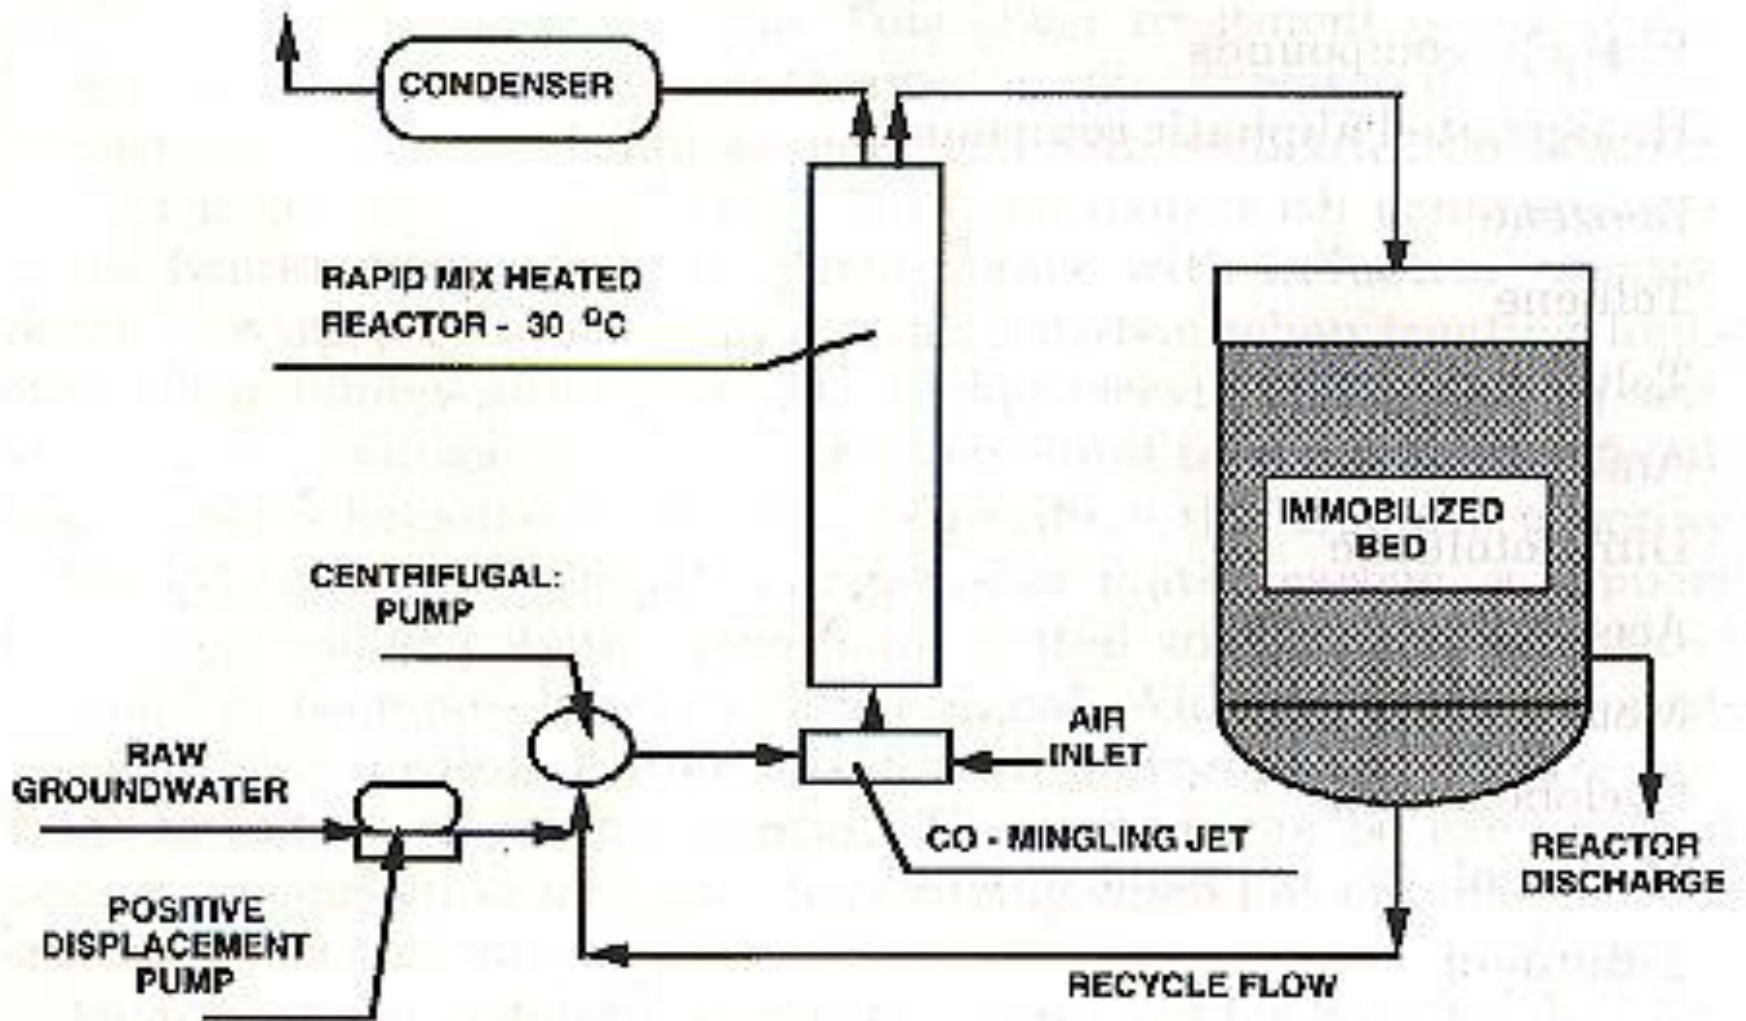 CONDENSER
RAPID MIX HEATED
REACTOR - 30 ºC
IMMOBILIZED
BED
CENTRIFUGAL:
PUMP
AIR
INLET
RAW
GROUNDWATER
CO - MINGLING JET
REACTOR
DISCHARGE
POSITIVE
DISPLACEMENT
PUMP
RECYCLE FLOW
Toluene